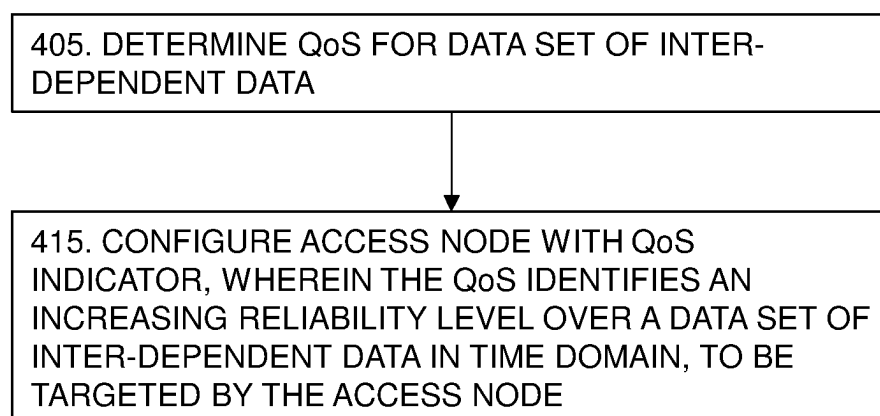 405. DETERMINE QoS FOR DATA SET OF INTER-
DEPENDENT DATA
415. CONFIGURE ACCESS NODE WITH QoS
INDICATOR, WHEREIN THE QoS IDENTIFIES AN
INCREASING RELIABILITY LEVEL OVER A DATA SET OF
INTER-DEPENDENT DATA IN TIME DOMAIN, TO BE
TARGETED BY THE ACCESS NODE